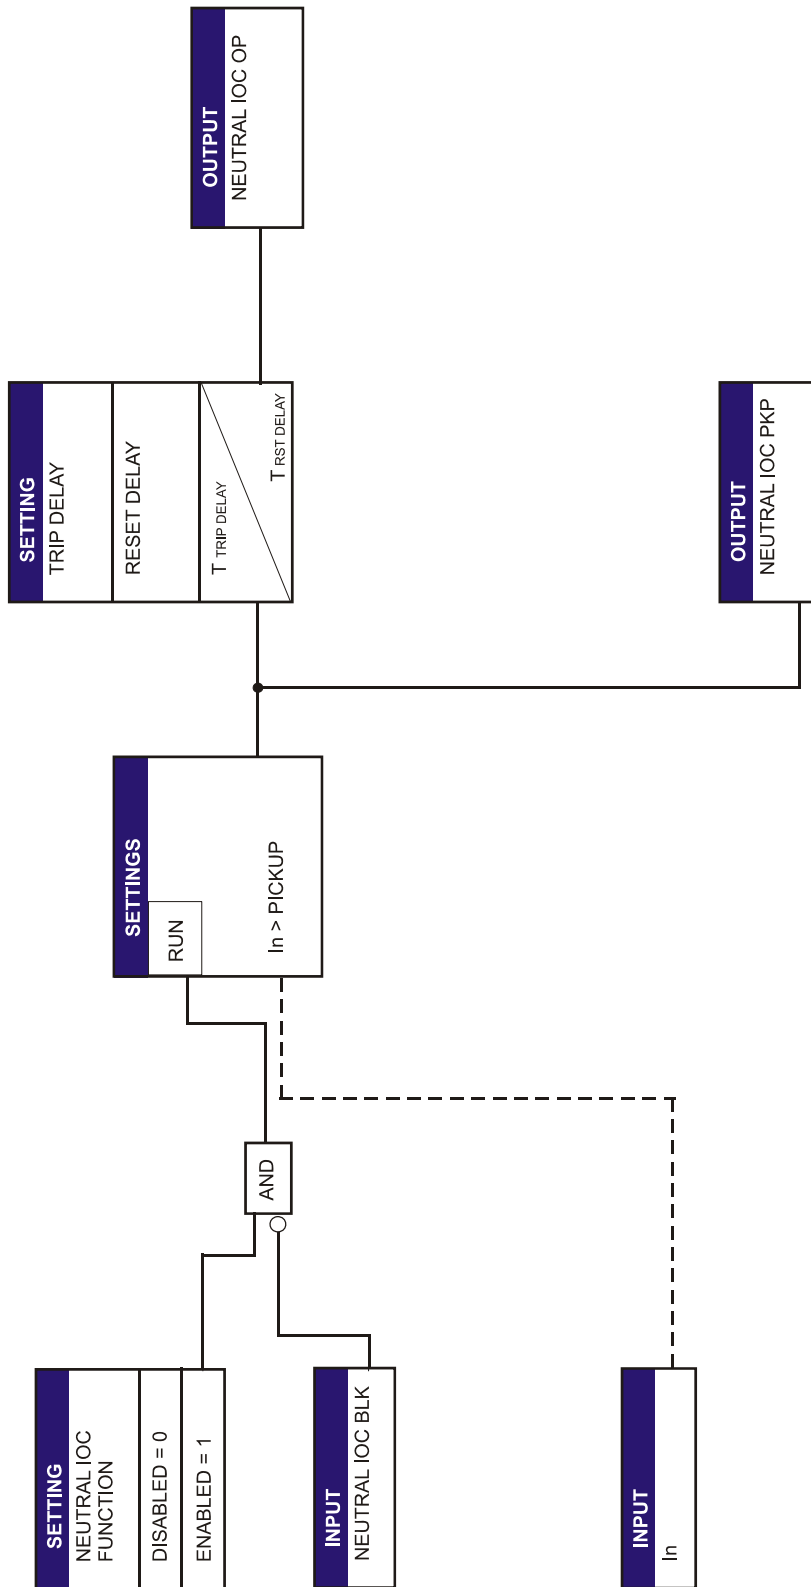 SETTING
NEUTRAL IOC
FUNCTION
DISABLED = 0
ENABLED = 1
INPUT
NEUTRAL IOC BLK
INPUT
In
AND
SETTINGS
RUN
In > PICKUP
SETTING
TRIP DELAY
RESET DELAY
T TRIP DELAY
T RST DELAY
OUTPUT
NEUTRAL IOC PKP
OUTPUT
NEUTRAL IOC OP